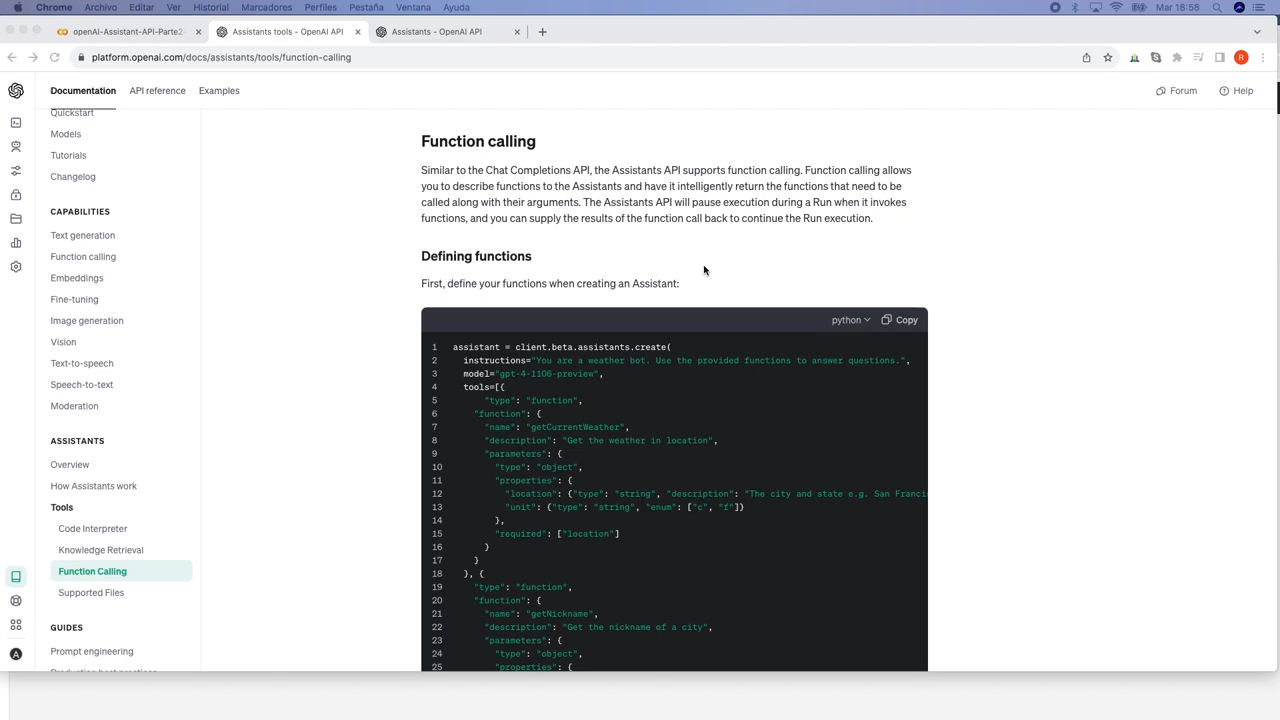 Chrome Archivo Editar Ver Historial Marcadores Perfiles Pestaña Ventana Ayuda Mar 18:58
openAI-Assistant-API-Parte2 Assistants tools - OpenAI API Assistants - OpenAI API
platform.openai.com/docs/assistants/tools/function-calling R
Documentation API reference Examples Forum Help
Quickstart
Models
Tutorials
Changelog
CAPABILITIES
Text generation
Function calling
Embeddings
Fine-tuning
Image generation
Vision
Text-to-speech
Speech-to-text
Moderation
ASSISTANTS
Overview
How Assistants work
Tools
Code Interpreter
Knowledge Retrieval
Function Calling
Supported Files
GUIDES
Prompt engineering
Production best practices
A
Function calling
Similar to the Chat Completions API, the Assistants API supports function calling. Function calling allows
you to describe functions to the Assistants and have it intelligently return the functions that need to be
called along with their arguments. The Assistants API will pause execution during a Run when it invokes
functions, and you can supply the results of the function call back to continue the Run execution.
Defining functions
First, define your functions when creating an Assistant:
python Copy
1 assistant = client.beta.assistants.create(
2 instructions="You are a weather bot. Use the provided functions to answer questions.",
3 model="gpt-4-1106-preview",
4 tools=[{
5 "type": "function",
6 "function": {
7 "name": "getCurrentWeather",
8 "description": "Get the weather in location",
9 "parameters": {
10 "type": "object",
11 "properties": {
12 "location": {"type": "string", "description": "The city and state e.g. San Franci
13 "unit": {"type": "string", "enum": ["c", "f"]}
14 },
15 "required": ["location"]
16 }
17 }
18 }, {
19 "type": "function",
20 "function": {
21 "name": "getNickname",
22 "description": "Get the nickname of a city",
23 "parameters": {
24 "type": "object",
25 "properties": {